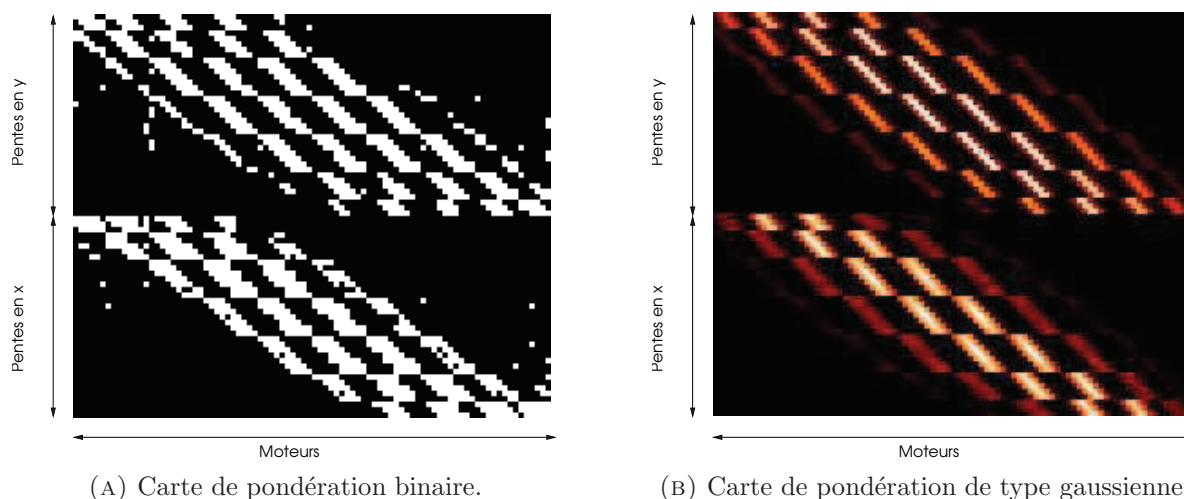 Pentes en y
Pentes en x
Moteurs
(A) Carte de pondération binaire.
Pentes en y
Pentes en x
Moteurs
(B) Carte de pondération de type gaussienne